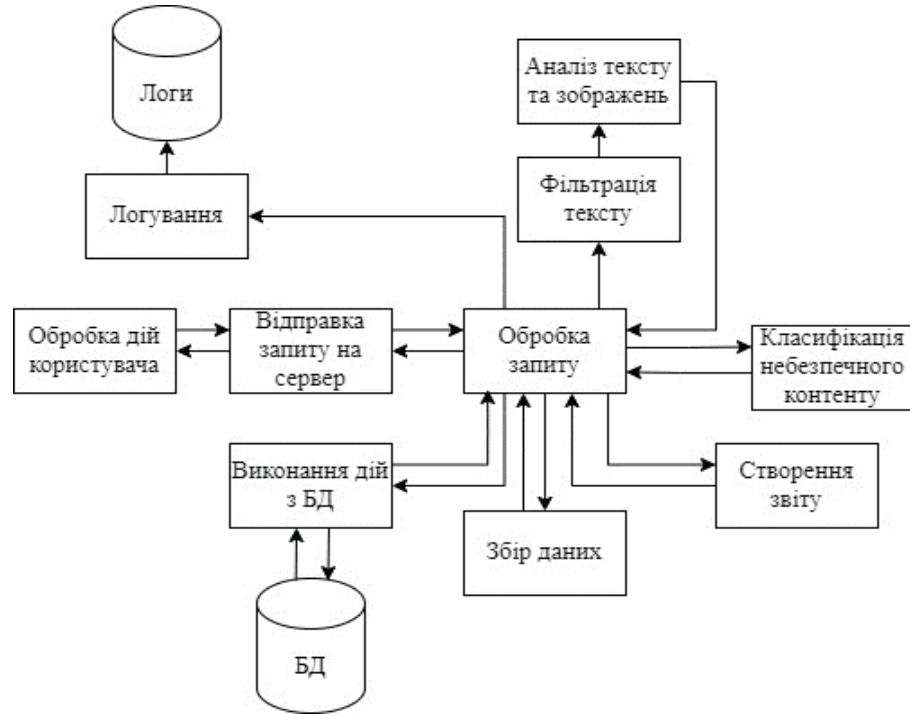 Логи
Аналіз тексту
та зображень
Логування
Фільтрація
тексту
Обробка дій
користувача
Відправка
запиту на
сервер
Обробка
запиту
Класифікація
небезпечного
контенту
Виконання дій
з БД
Збір даних
Створення
звіту
БД